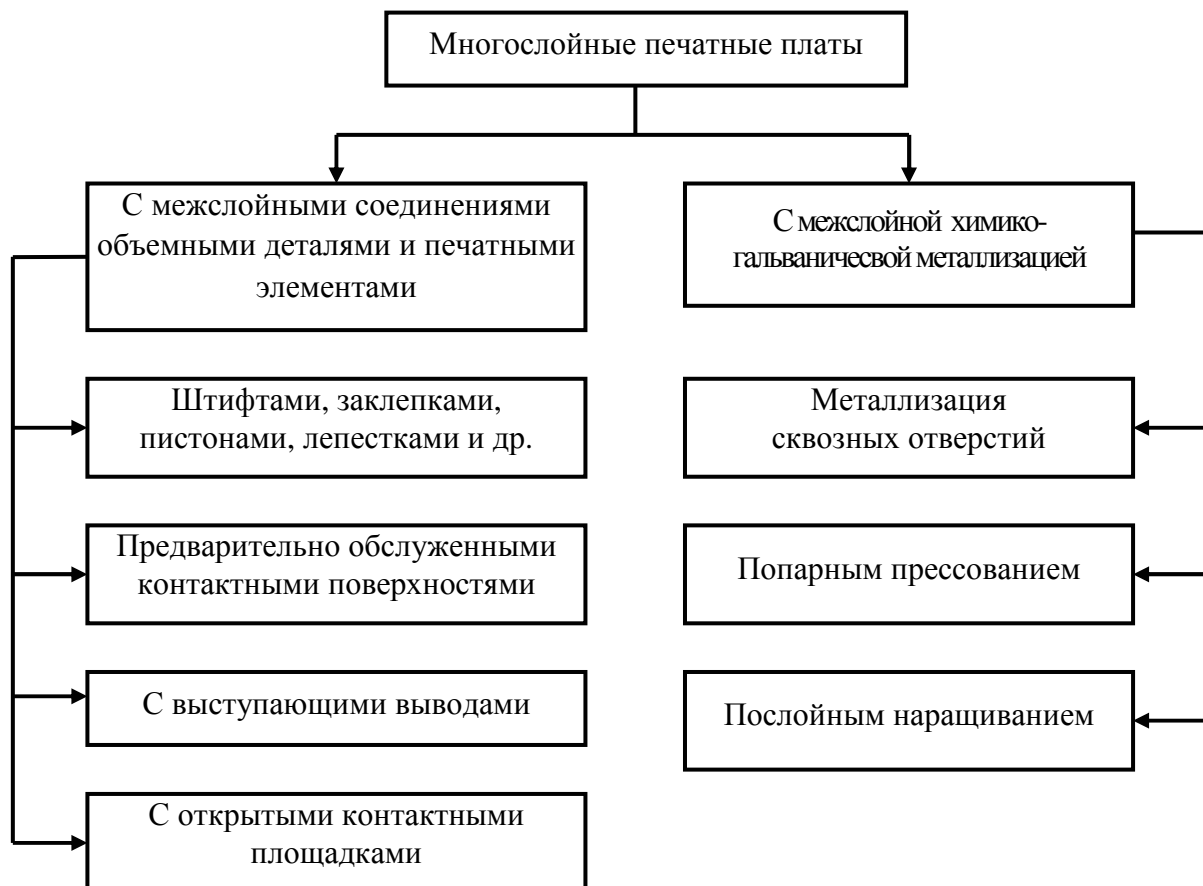 Многослойные печатные платы
С межслойными соединениями
объемными деталями и печатными
элементами
С межслойной химико-
гальваничесвой металлизацией
Штифтами, заклепками,
пистонами, лепестками и др.
Металлизация
сквозных отверстий
Предварительно обслуженными
контактными поверхностями
Попарным прессованием
С выступающими выводами
Послойным наращиванием
С открытыми контактными
площадками